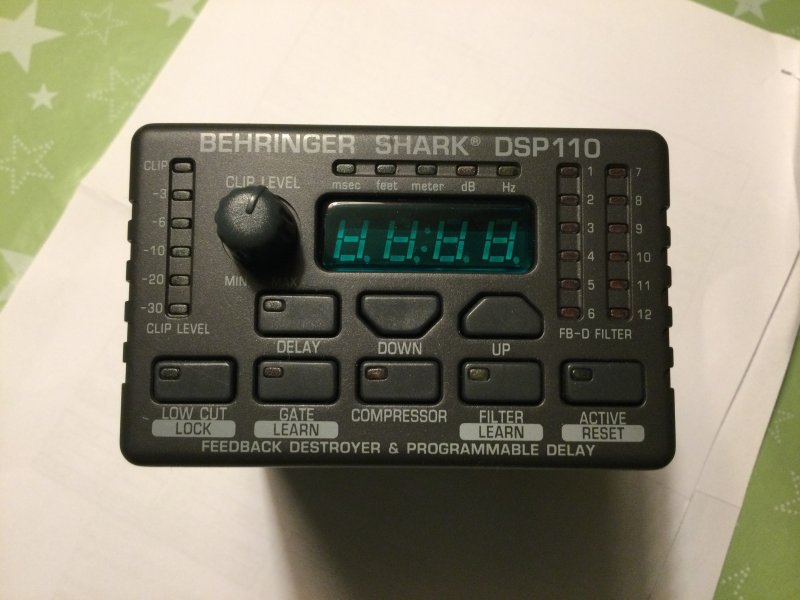 BEHRINGER SHARK® DSP110
CLIP
-3
-6
-10
-20
-30
CLIP LEVEL
CLIP LEVEL
MIN MAX
msec feet meter dB Hz
1 7
2 8
3 9
4 10
5 11
6 12
FB-D FILTER
DELAY DOWN UP
LOW CUT GATE COMPRESSOR FILTER ACTIVE
LOCK LEARN LEARN RESET
FEEDBACK DESTROYER & PROGRAMMABLE DELAY